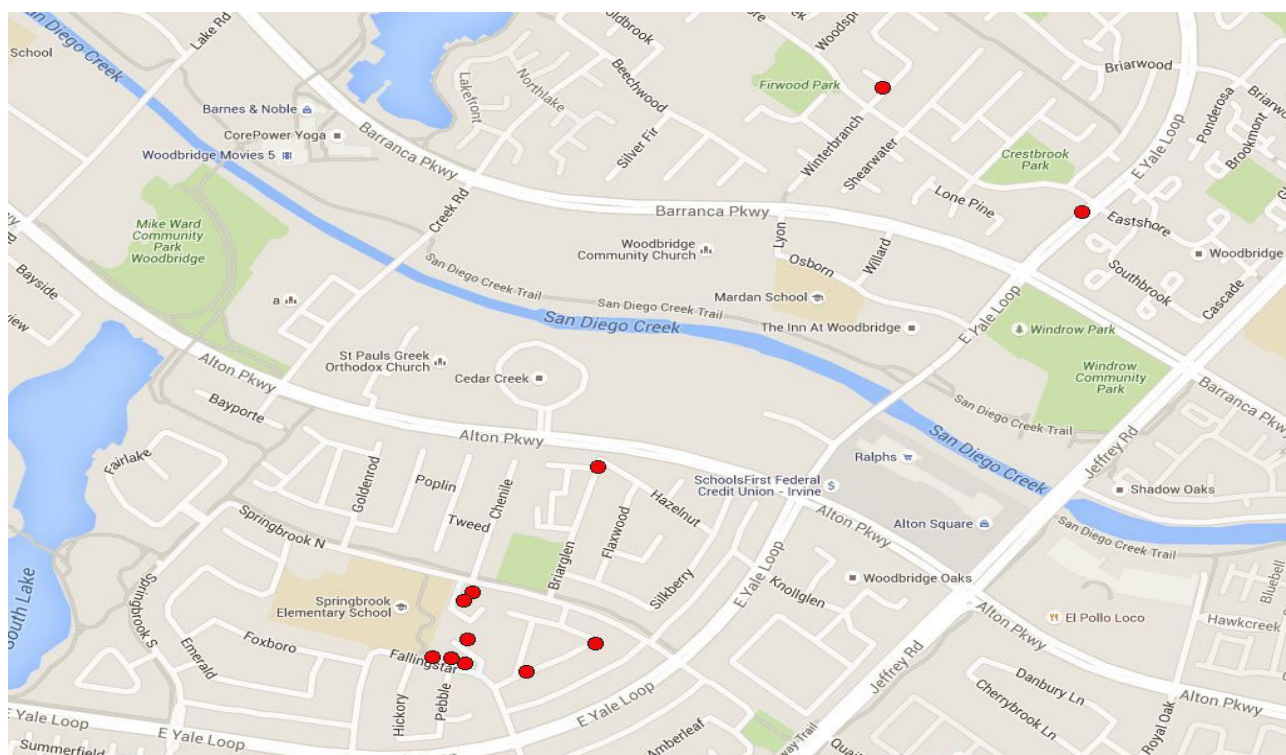 San Diego Creek
School
Lake Rd
Barnes & Noble
CorePower Yoga
Woodbridge Movies 5
Barranca Pkwy
Lakefront
Northlake
Beechwood
Silver Fir
Firwood Park
Winterbranch
Shearwater
Briarwood
Ponderosa
Brookmont
E Yale Loop
Crestbrook
Park
Lone Pine
Eastshore
Woodbridge
Southbrook
Cascade
Mike Ward
Community
Park
Woodbridge
Creek Rd
Barranca Pkwy
Lyon
Willard
Osborn
Woodbridge
Community Church
San Diego Creek Trail
San Diego Creek Trail
San Diego Creek
Mardan School
The Inn At Woodbridge
E Yale Loop
Windrow Park
Windrow
Community
Park
Bayside
a
St Pauls Greek
Orthodox Church
Cedar Creek
Alton Pkwy
Bayporte
Alton Pkwy
San Diego Creek Trail
San Diego Creek
Barranca Pkwy
Jeffrey Rd
Ralphs
SchoolsFirst Federal
Credit Union - Irvine
Alton Pkwy
Alton Square
Shadow Oaks
San Diego Creek Trail
Fairlake
Goldenrod
Poplin
Tweed
Chenile
Hazelnut
Flaxwood
Briarglen
Silkberry
E Yale Loop
Knollglen
Woodbridge Oaks
Springbrook N
Springbrook
Elementary School
South Lake
Springbrook S
Emerald
Foxboro
Fallingstar
Hickory
Pebble
Alton Pkwy
El Pollo Loco
Bluebell
Hawkcreek
Jeffrey Rd
Danbury Ln
Cherrybrook Ln
Alton Pkwy
Royal Oak
E Yale Loop
E Yale Loop
E Yale Loop
Summerfield
Amberleaf